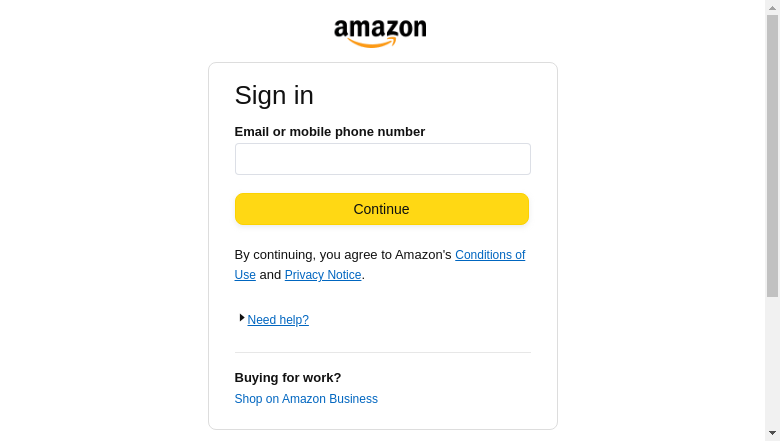 amazon
Sign in
Email or mobile phone number
Continue
By continuing, you agree to Amazon's Conditions of
Use and Privacy Notice.
Need help?
Buying for work?
Shop on Amazon Business